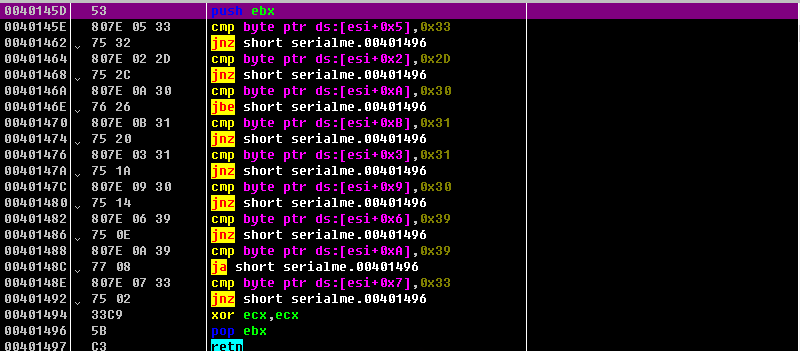 0040145D 53 push ebx
0040145E 807E 05 33 cmp byte ptr ds:[esi+0x5],0x33
00401462 75 32 jnz short serialme.00401496
00401464 807E 02 2D cmp byte ptr ds:[esi+0x2],0x2D
00401468 75 2C jnz short serialme.00401496
0040146A 807E 0A 30 cmp byte ptr ds:[esi+0xA],0x30
0040146E 76 26 jbe short serialme.00401496
00401470 807E 0B 31 cmp byte ptr ds:[esi+0xB],0x31
00401474 75 20 jnz short serialme.00401496
00401476 807E 03 31 cmp byte ptr ds:[esi+0x3],0x31
0040147A 75 1A jnz short serialme.00401496
0040147C 807E 09 30 cmp byte ptr ds:[esi+0x9],0x30
00401480 75 14 jnz short serialme.00401496
00401482 807E 06 39 cmp byte ptr ds:[esi+0x6],0x39
00401486 75 0E jnz short serialme.00401496
00401488 807E 0A 39 cmp byte ptr ds:[esi+0xA],0x39
0040148C 77 08 ja short serialme.00401496
0040148E 807E 07 33 cmp byte ptr ds:[esi+0x7],0x33
00401492 75 02 jnz short serialme.00401496
00401494 33C9 xor ecx,ecx
00401496 5B pop ebx
00401497 C3 retn